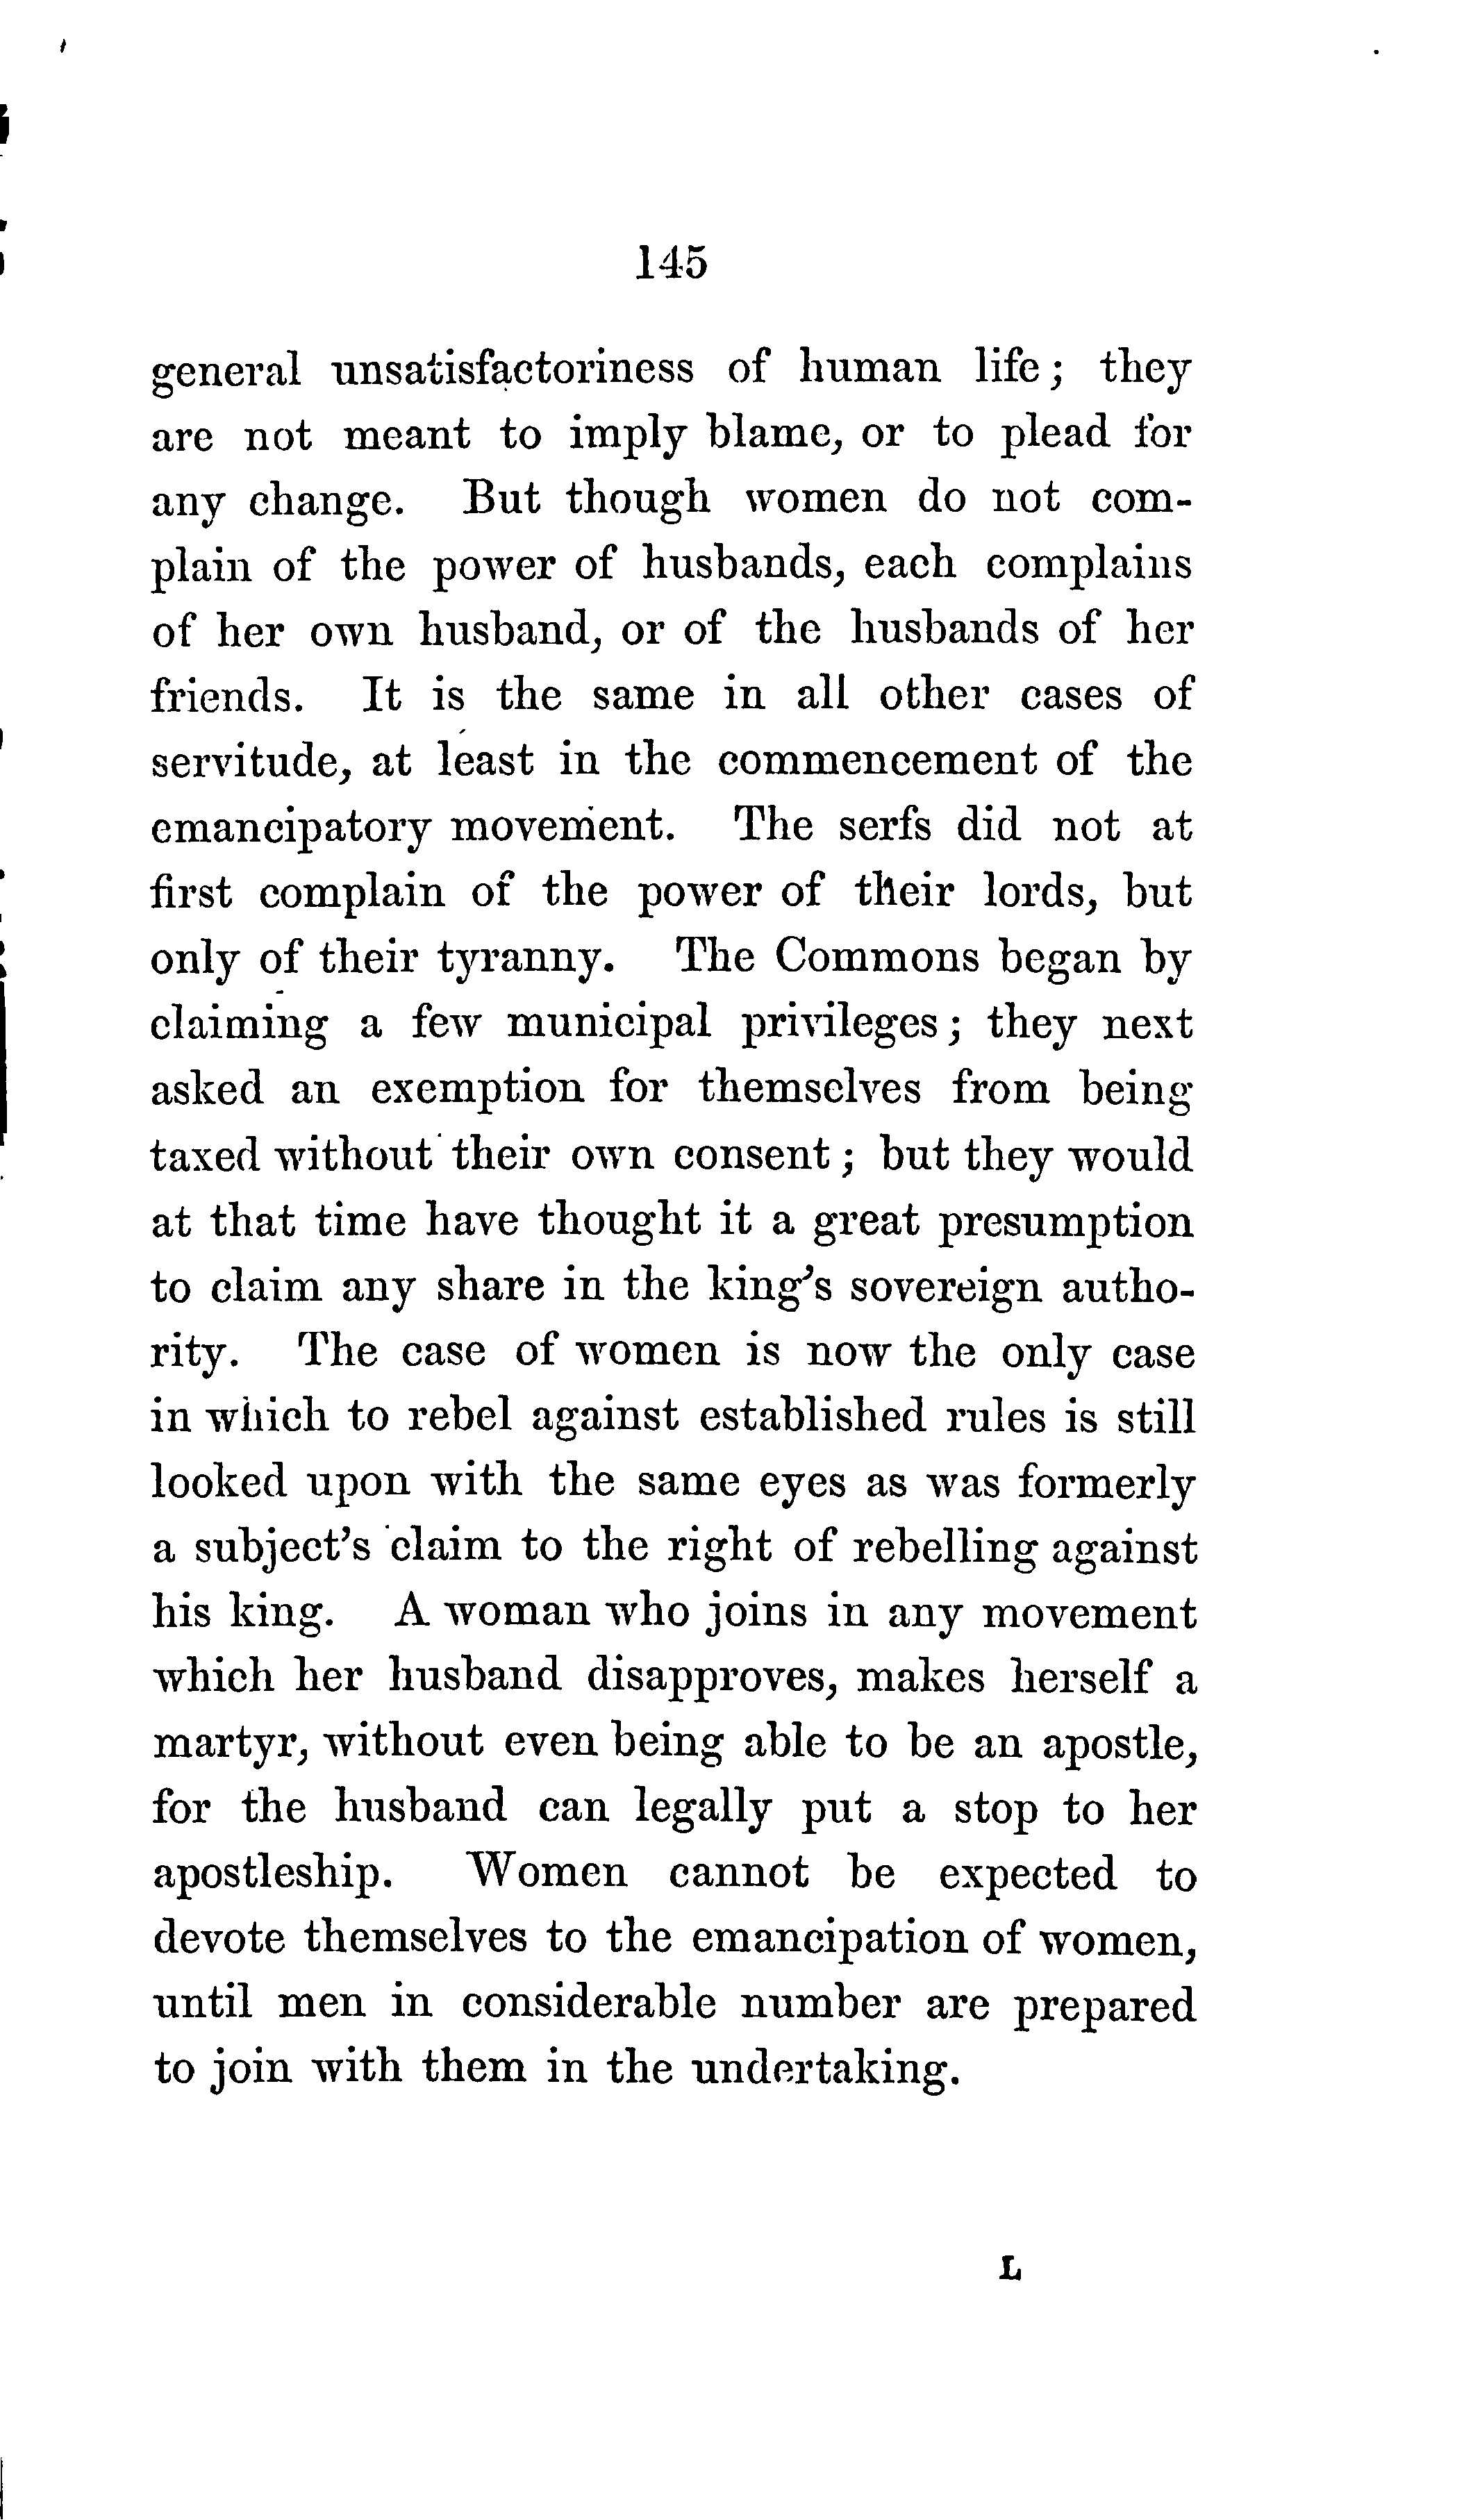 145
general unsatisfactoriness of human life; they
are not meant to imply blame, or to plead for
any change. But though women do not com-
plain of the power of husbands, each complains
of her own husband, or of the husbands of her
friends. It is the same in all other cases of
servitude, at least in the commencement of the
emancipatory movement. The serfs did not at
first complain of the power of their lords, but
only of their tyranny. The Commons began by
claiming a few municipal privileges; they next
asked an exemption for themselves from being
taxed without their own consent; but they would
at that time have thought it a great presumption
to claim any share in the king's sovereign autho-
rity. The case of women is now the only case
in which to rebel against established rules is still
looked upon with the same eyes as was formerly
a subject's claim to the right of rebelling against
his king. A woman who joins in any movement
which her husband disapproves, makes herself a
martyr, without even being able to be an apostle,
for the husband can legally put a stop to her
apostleship. Women cannot be expected to
devote themselves to the emancipation of women,
until men in considerable number are prepared
to join with them in the undertaking.
L